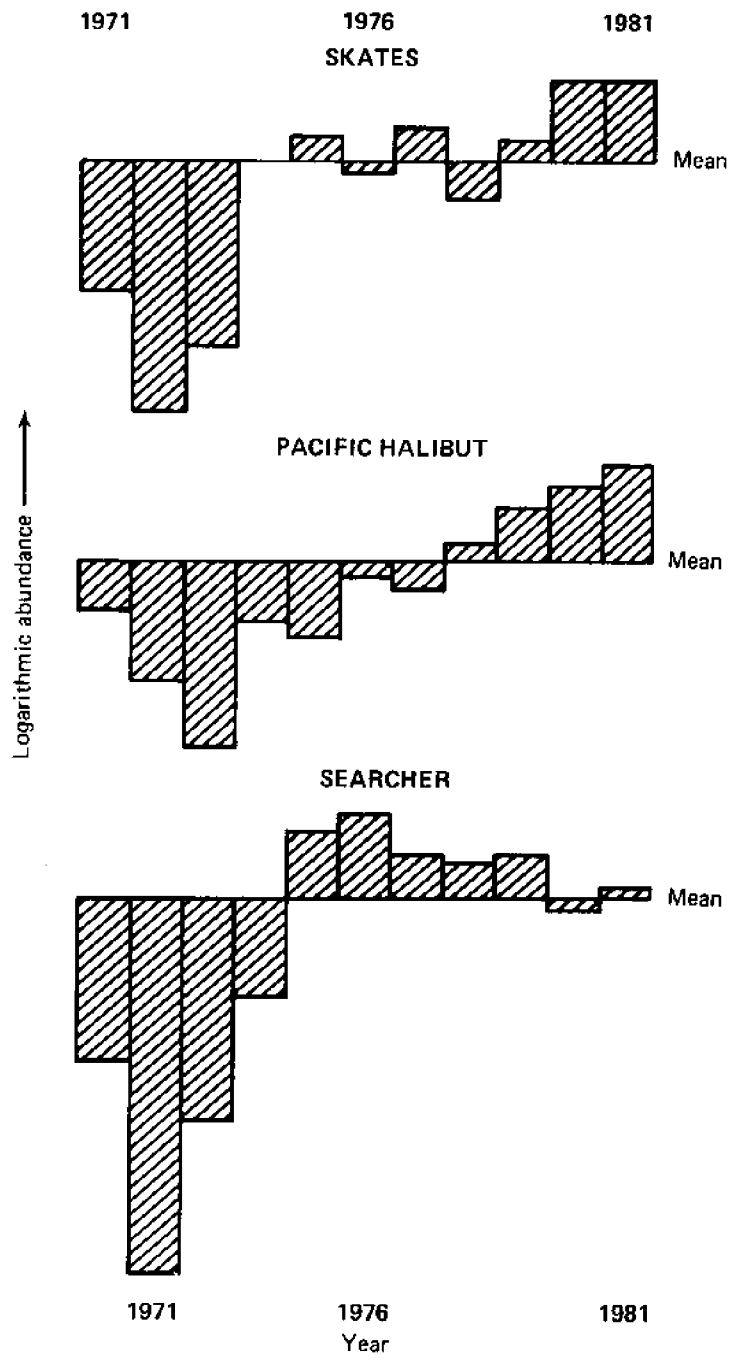 1971 1976 1981
SKATES
Mean
PACIFIC HALIBUT
Mean
Logarithmic abundance
SEARCHER
Mean
1971 1976 1981
Year